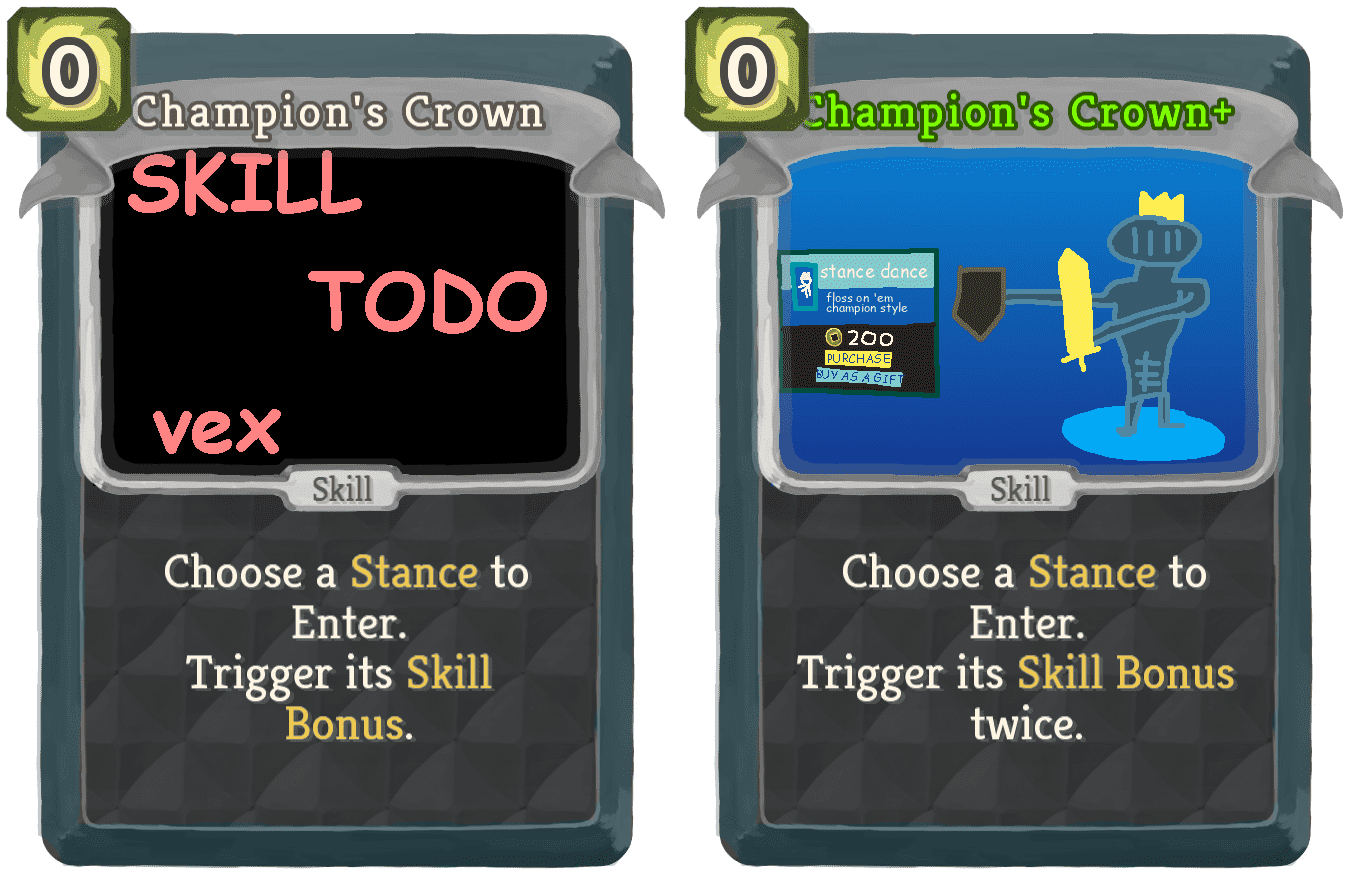 0
Champion's Crown
SKILL
TODO
vex
Skill
Choose a Stance to
Enter.
Trigger its Skill
Bonus.
0
Champion's Crown+
stance dance
floss on 'em
champion style
200
PURCHASE
BUY AS A GIFT
Skill
Choose a Stance to
Enter.
Trigger its Skill Bonus
twice.